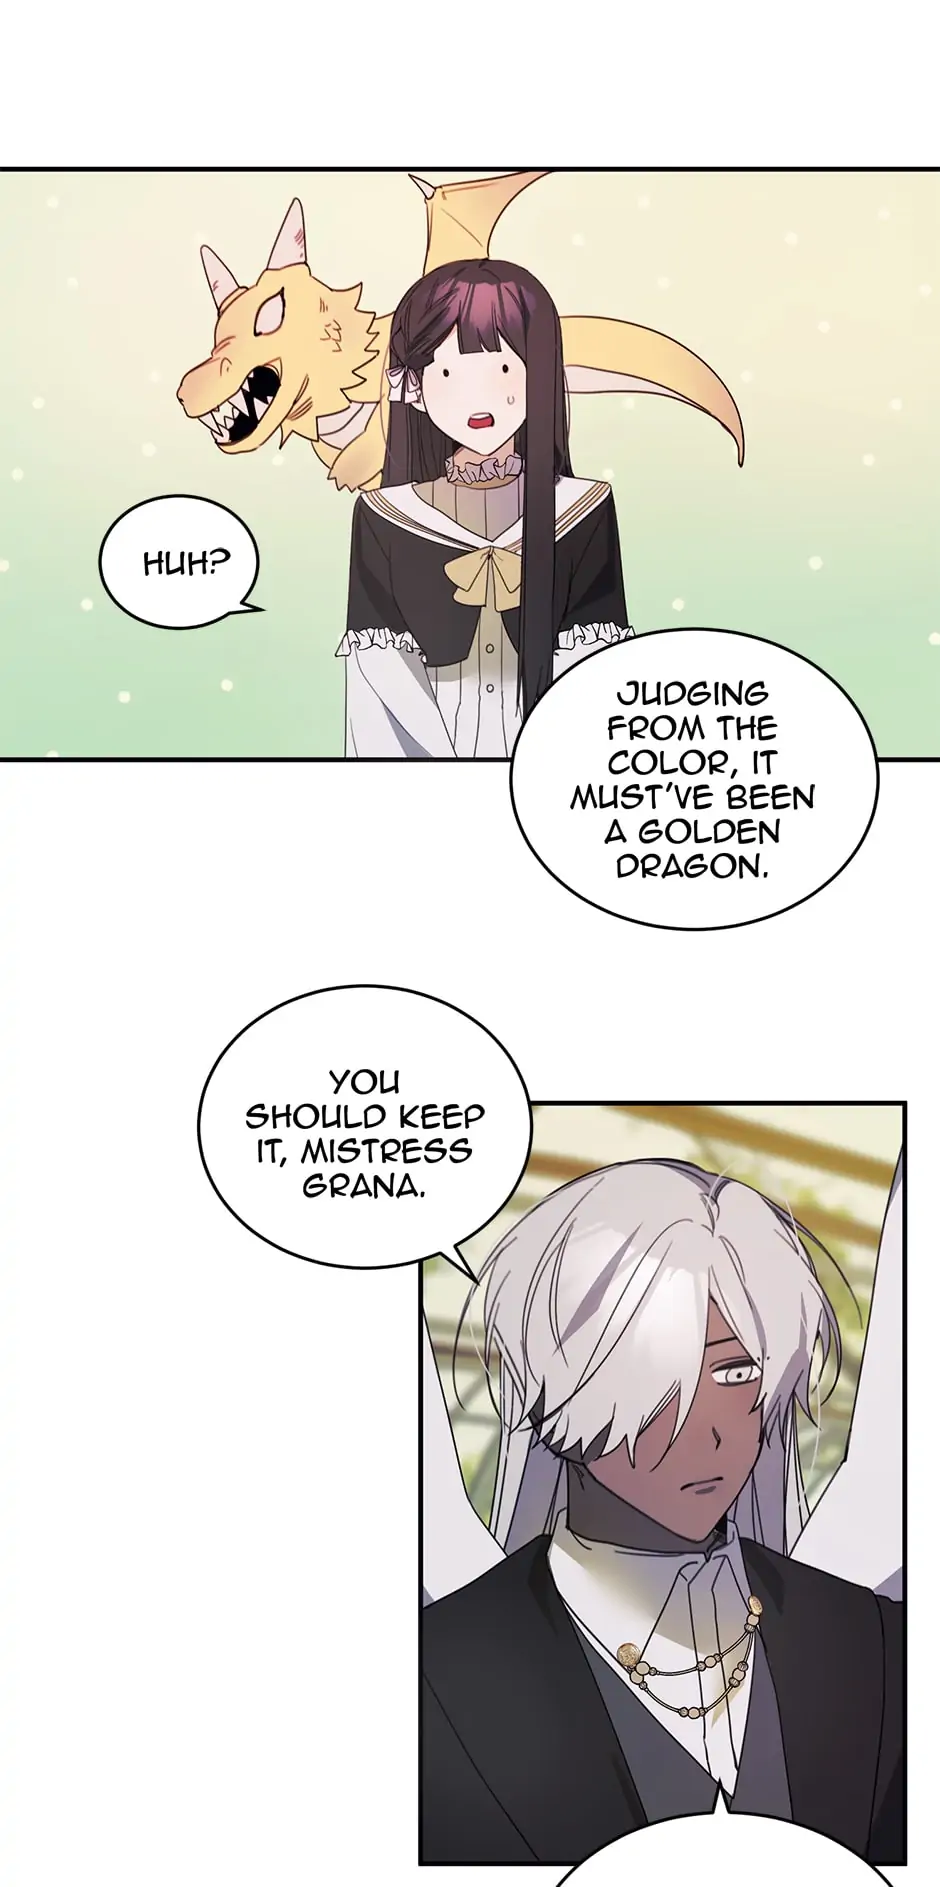 HUH?
JUDGING
FROM THE
COLOR, IT
MUST'VE BEEN
A GOLDEN
DRAGON.
YOU
SHOULD KEEP
IT, MISTRESS
GRANA.